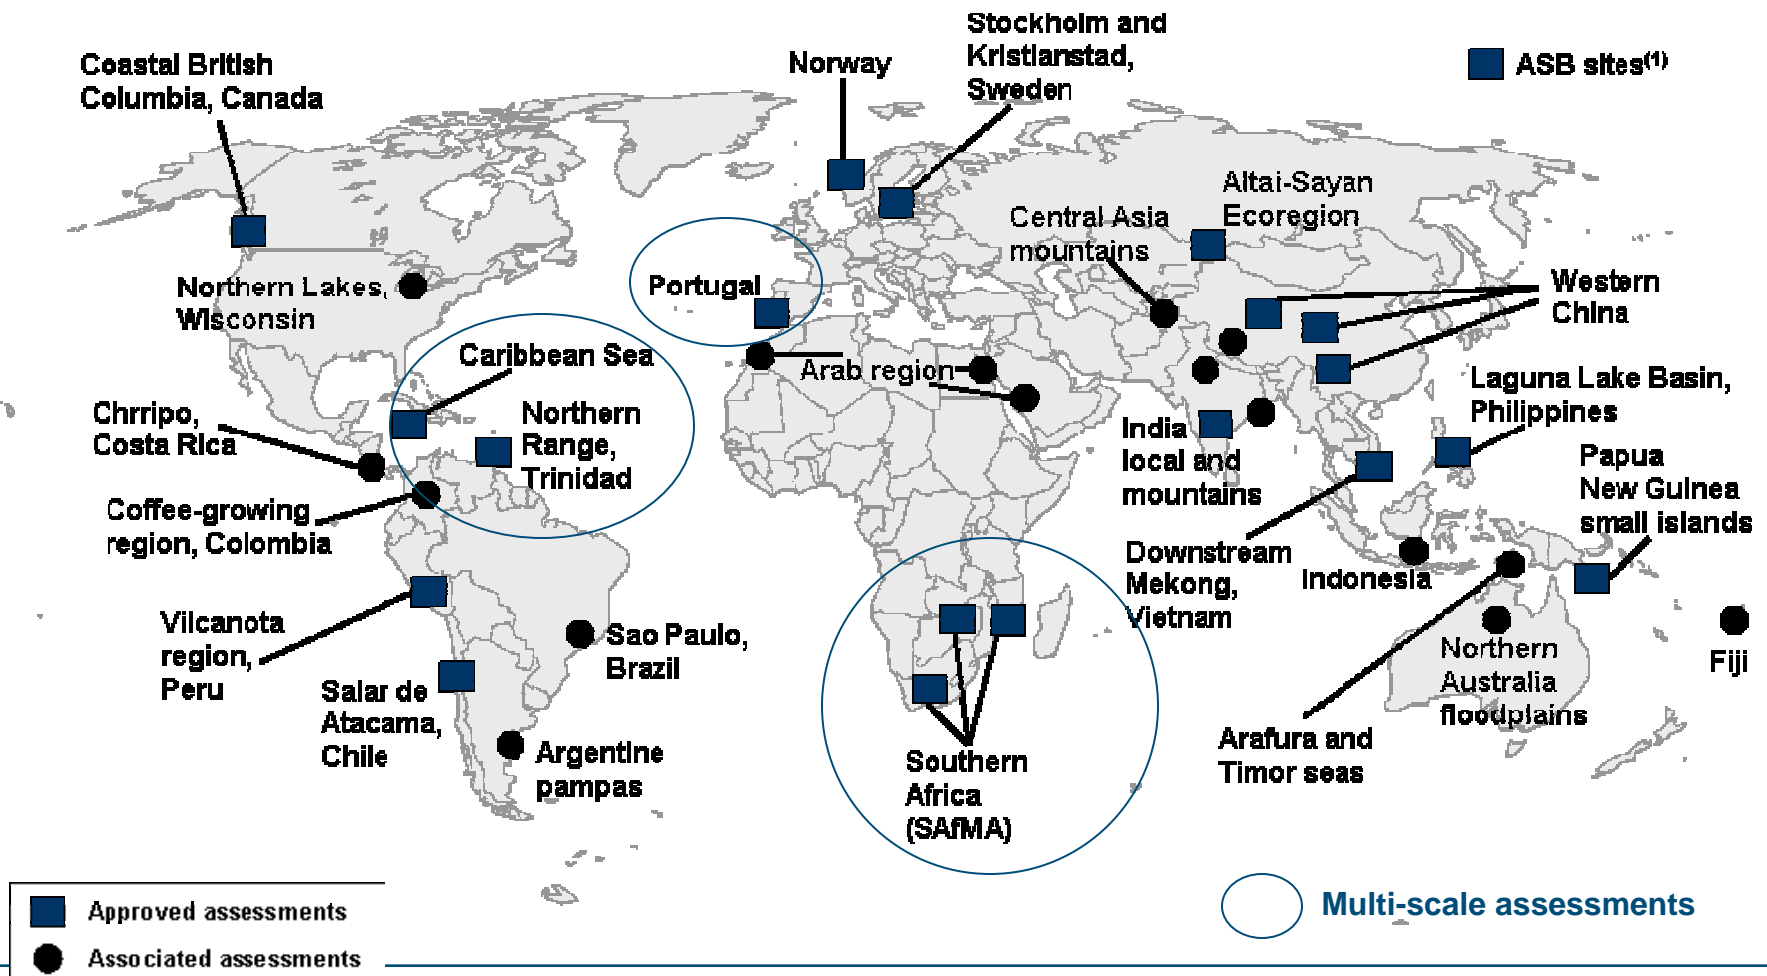 Stockholm and
Kristianstad,
Sweden
Norway
ASB sites(1)
Coastal British
Columbia, Canada
Altai-Sayan
Ecoregion
Central Asia
mountains
Portugal
Northern Lakes,
Wisconsin
Western
China
Caribbean Sea
Arab region
Laguna Lake Basin,
Philippines
Chrripo,
Costa Rica
Northern
Range,
Trinidad
India
local and
mountains
Papua
New Guinea
small islands
Coffee-growing
region, Colombia
Downstream
Mekong,
Vietnam
Indonesia
Vilcanota
region,
Peru
Sao Paulo,
Brazil
Northern
Australia
floodplains
Fiji
Salar de
Atacama,
Chile
Argentine
pampas
Southern
Africa
(SAfMA)
Arafura and
Timor seas
Multi-scale assessments
Approved assessments
Associated assessments